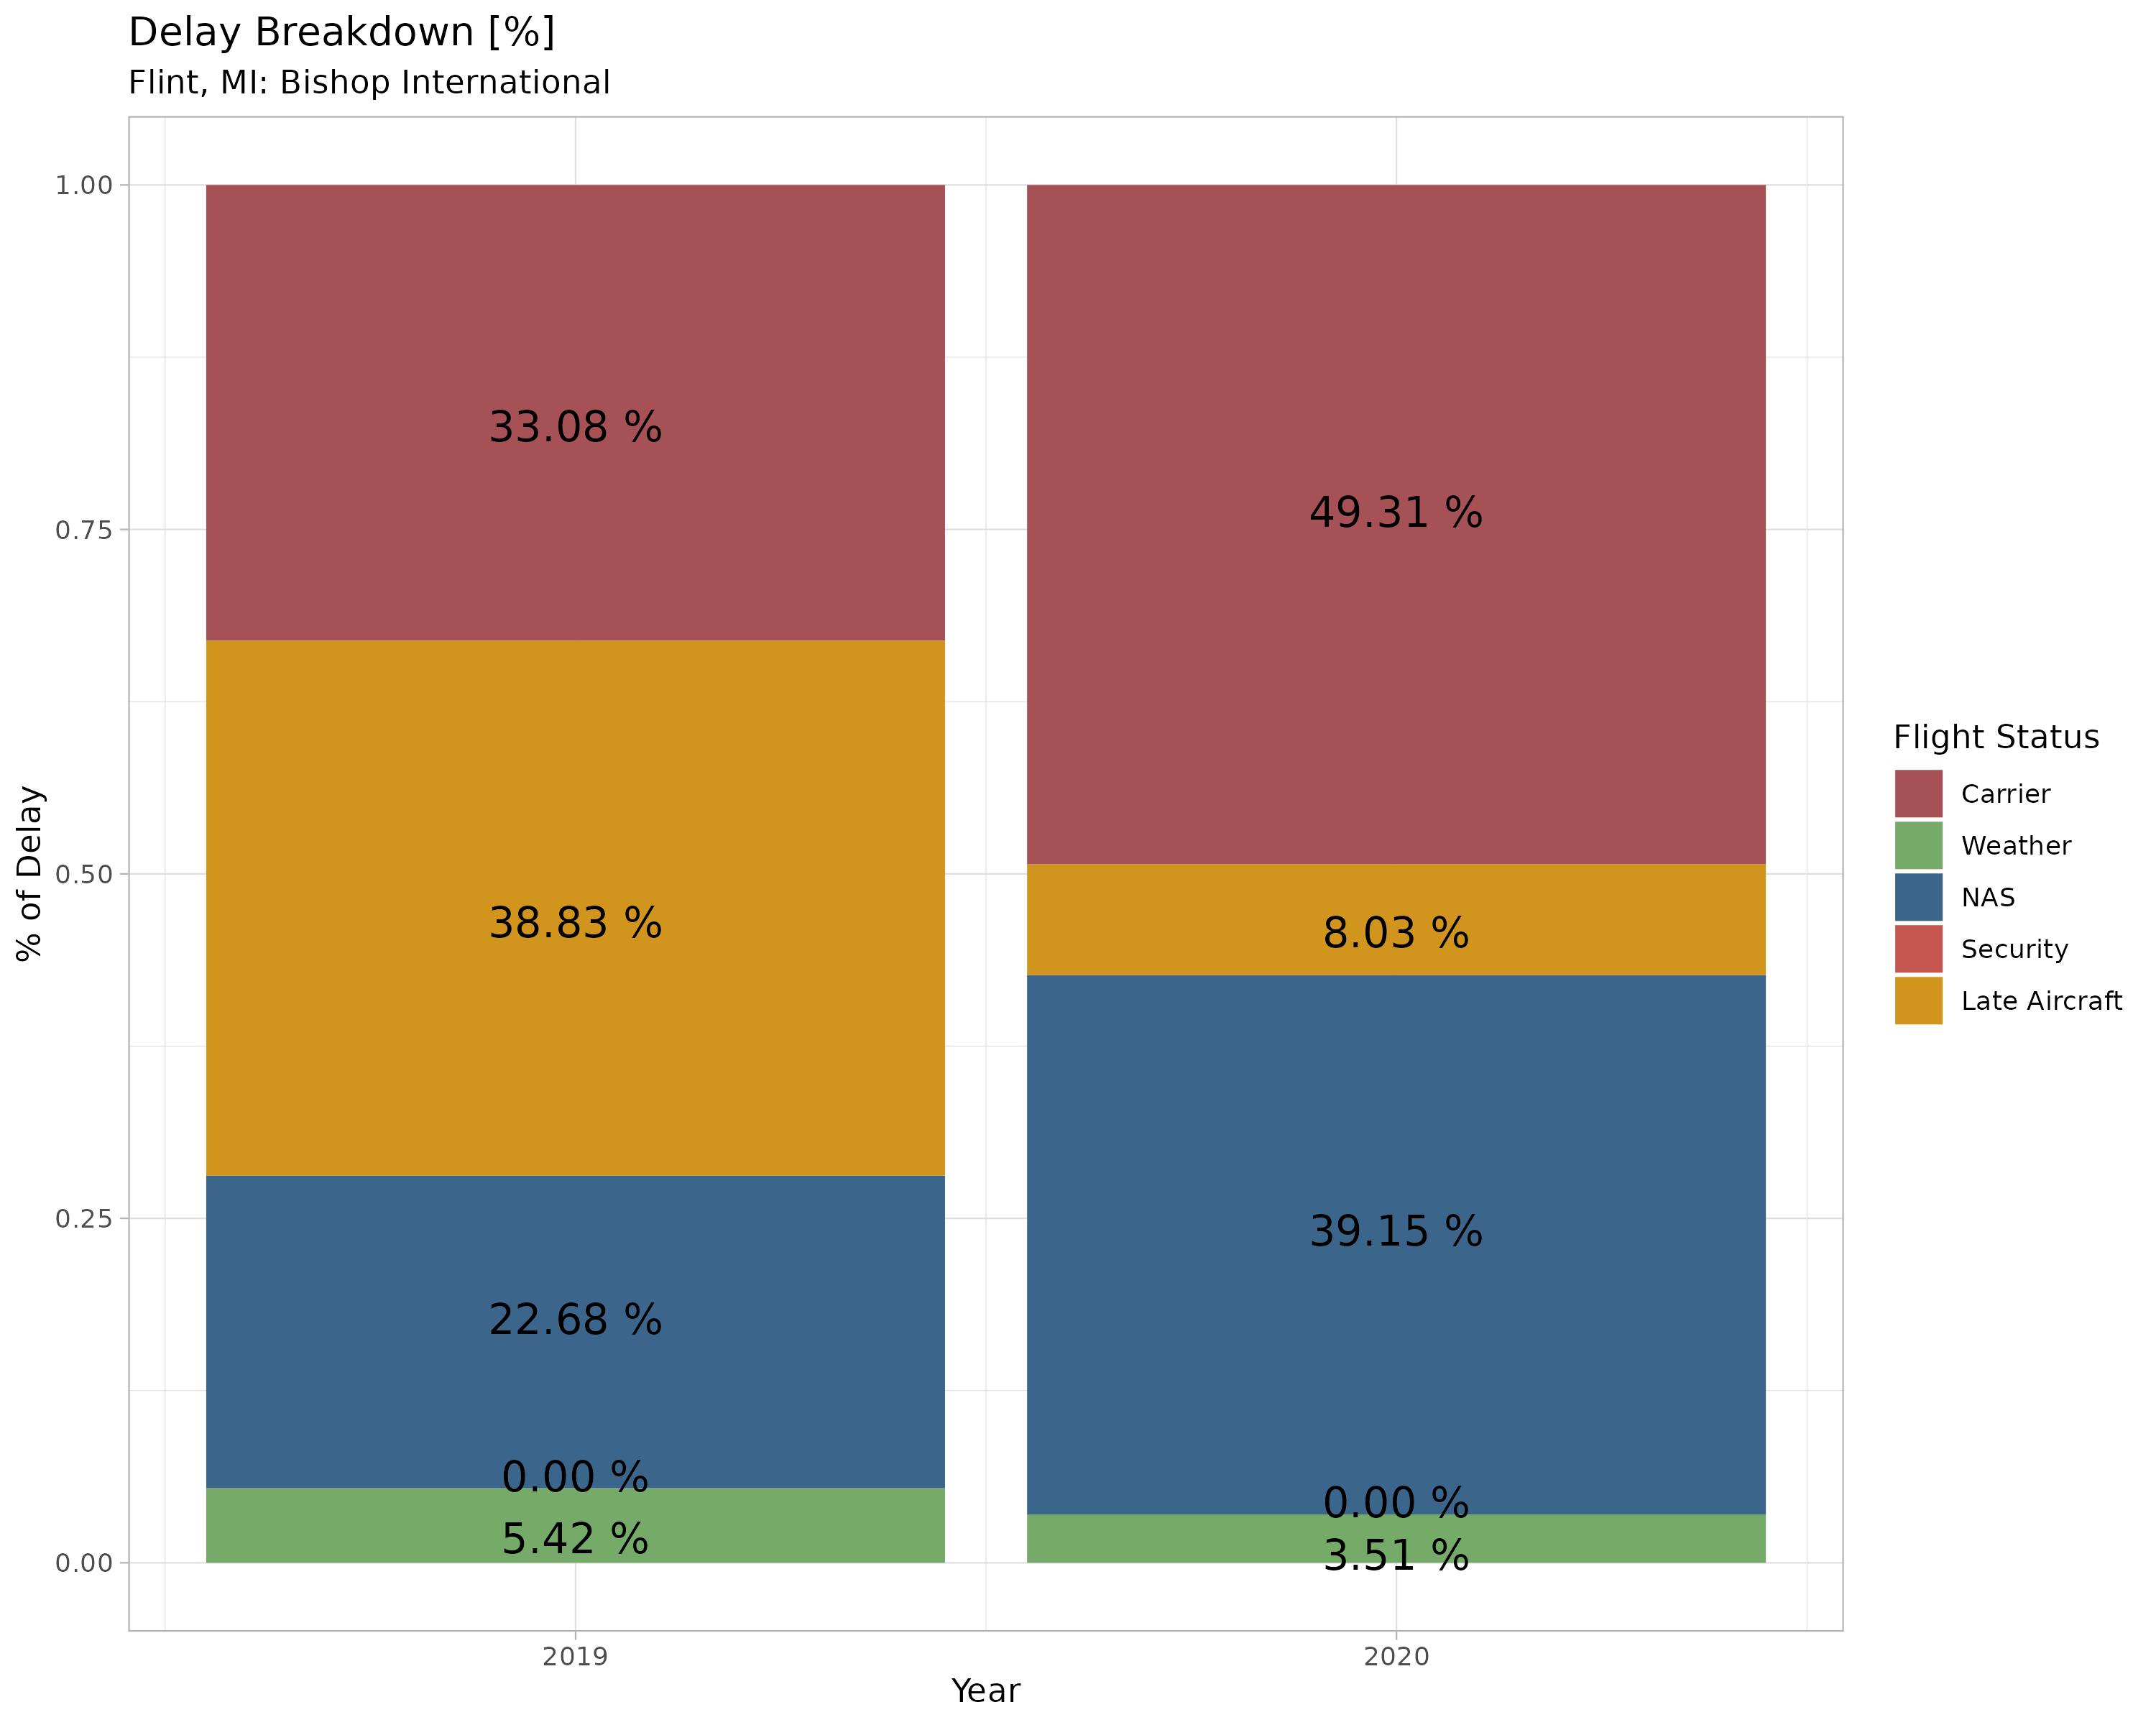 Delay Breakdown [%]
Flint, MI: Bishop International
% of Delay
1.00
0.75
0.50
0.25
0.00
33.08 %
38.83 %
22.68 %
0.00 %
5.42 %
49.31 %
8.03 %
39.15 %
0.00 %
3.51 %
2019
2020
Year
Flight Status
Carrier
Weather
NAS
Security
Late Aircraft